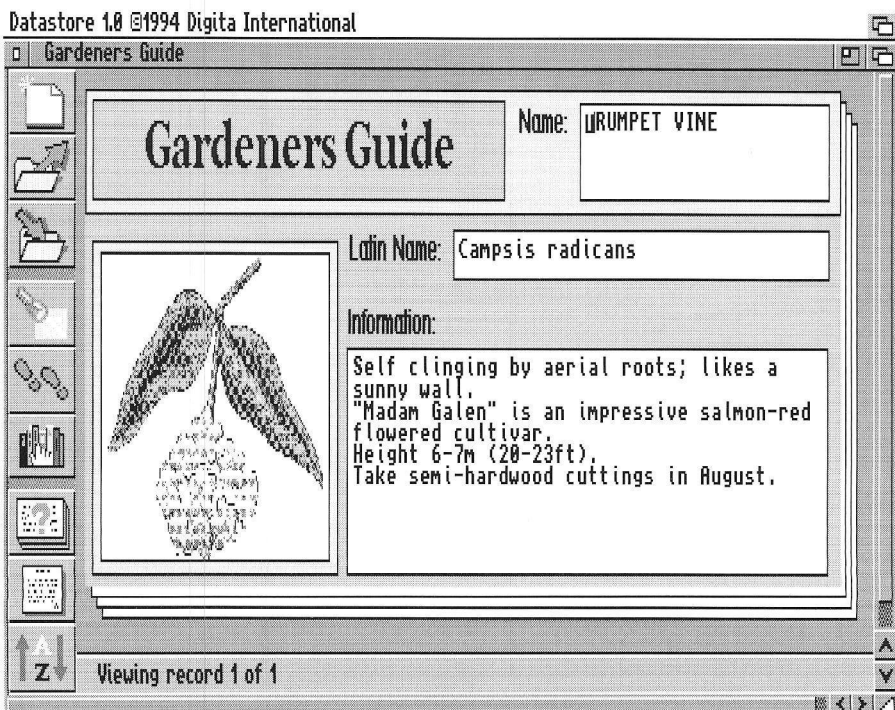 Datastore 1.0 ©1994 Digita International
Gardeners Guide
Gardeners Guide
Name: TRUMPET VINE
Latin Name: Campsis radicans
Information:
Self clinging by aerial roots; likes a
sunny wall.
"Madam Galen" is an impressive salmon-red
flowered cultivar.
Height 6-7m (20-23ft).
Take semi-hardwood cuttings in August.
?
A
Z
Viewing record 1 of 1